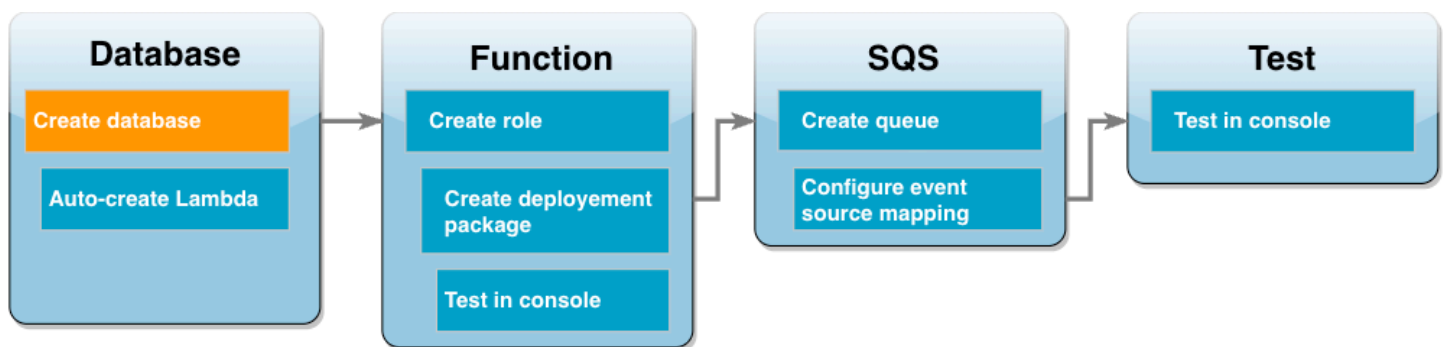 Database
Create database
Auto-create Lambda
Function
Create role
Create deployement
package
Test in console
SQS
Create queue
Configure event
source mapping
Test
Test in console